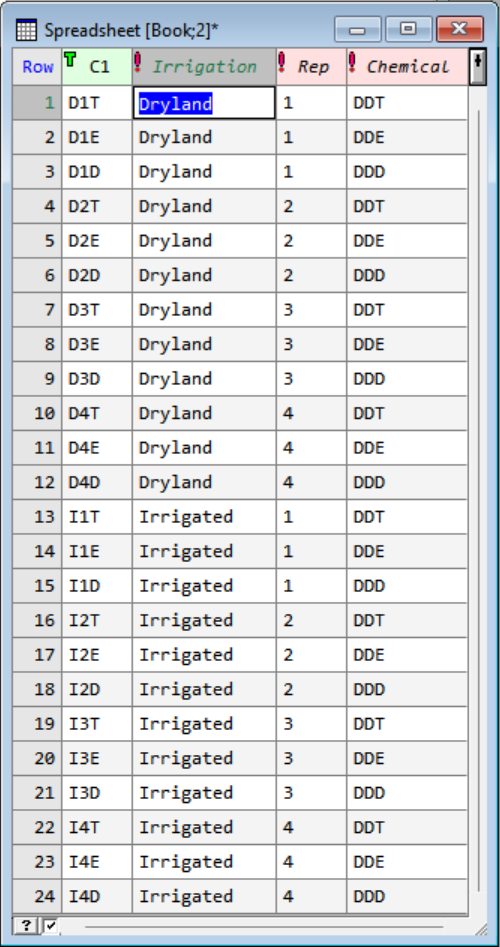 Spreadsheet [Book;2]*
Row C1 Irrigation Rep Chemical
1 D1T Dryland 1 DDT
2 D1E Dryland 1 DDE
3 D1D Dryland 1 DDD
4 D2T Dryland 2 DDT
5 D2E Dryland 2 DDE
6 D2D Dryland 2 DDD
7 D3T Dryland 3 DDT
8 D3E Dryland 3 DDE
9 D3D Dryland 3 DDD
10 D4T Dryland 4 DDT
11 D4E Dryland 4 DDE
12 D4D Dryland 4 DDD
13 I1T Irrigated 1 DDT
14 I1E Irrigated 1 DDE
15 I1D Irrigated 1 DDD
16 I2T Irrigated 2 DDT
17 I2E Irrigated 2 DDE
18 I2D Irrigated 2 DDD
19 I3T Irrigated 3 DDT
20 I3E Irrigated 3 DDE
21 I3D Irrigated 3 DDD
22 I4T Irrigated 4 DDT
23 I4E Irrigated 4 DDE
24 I4D Irrigated 4 DDD
?